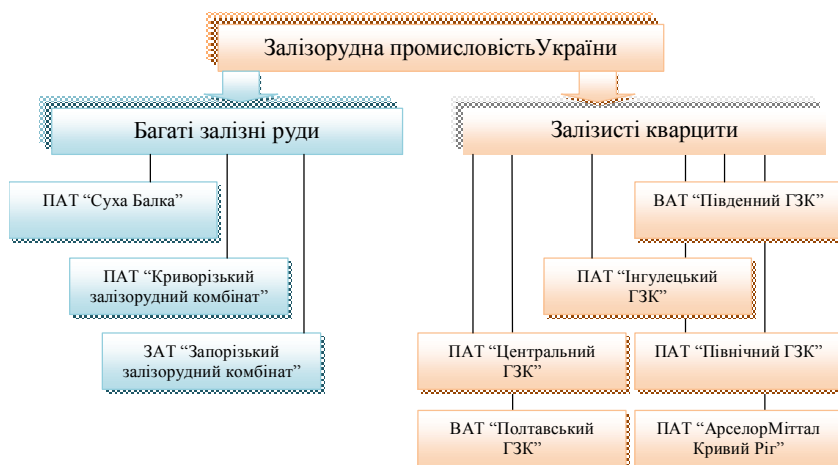 Залізорудна промисловістьУкраїни
Багаті залізні руди
Залізисті кварцити
ПАТ “Суха Балка”
ПАТ “Криворізький
залізорудний комбінат”
ЗАТ “Запорізький
залізорудний комбінат”
ВАТ “Південний ГЗК”
ПАТ “Інгулецький
ГЗК”
ПАТ “Центральний
ГЗК”
ПАТ “Північний ГЗК”
ВАТ “Полтавський
ГЗК”
ПАТ “АрселорМіттал
Кривий Ріг”